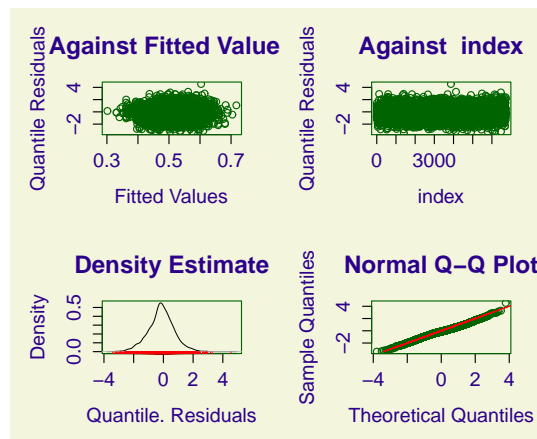 Against Fitted Value
Quantile Residuals
4
−2
0.3 0.5 0.7
Fitted Values
Against index
Quantile Residuals
4
−2
0 3000
index
Density Estimate
Density
0.5
0.0
−4 0 2 4
Quantile. Residuals
Normal Q−Q Plot
Sample Quantiles
4
−2
−4 0 2 4
Theoretical Quantiles